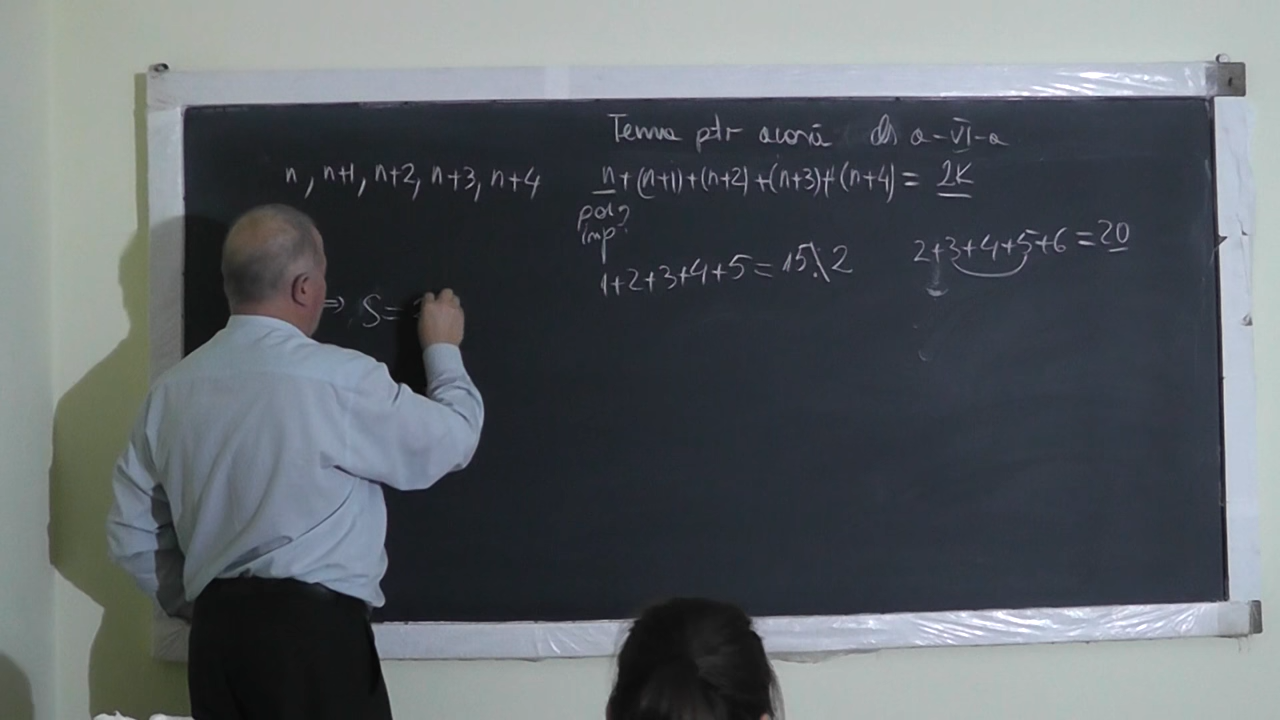 Tema ptr acasă cls a-VI-a
n, n+1, n+2, n+3, n+4
n+(n+1)+(n+2)+(n+3)+(n+4) = 2K
par?
imp?
1+2+3+4+5=15
2
2+3+4+5+6=20
⇒ S=